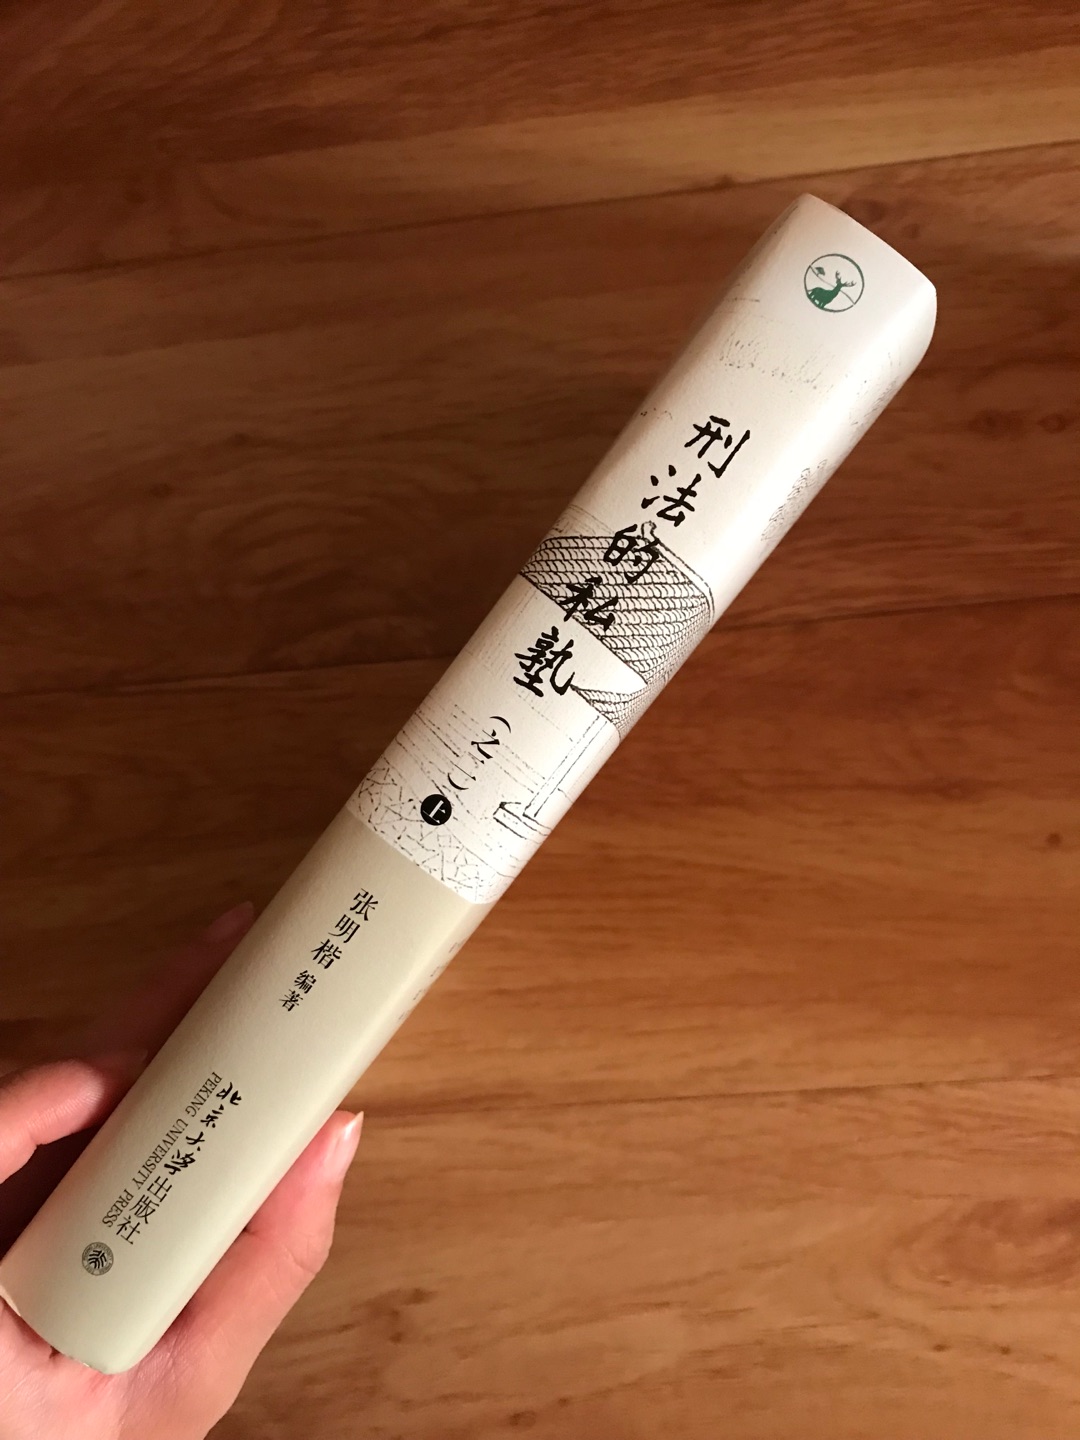 刑法的私塾
（之二）
上
张明楷 编著
北京大学出版社
PEKING UNIVERSITY PRESS